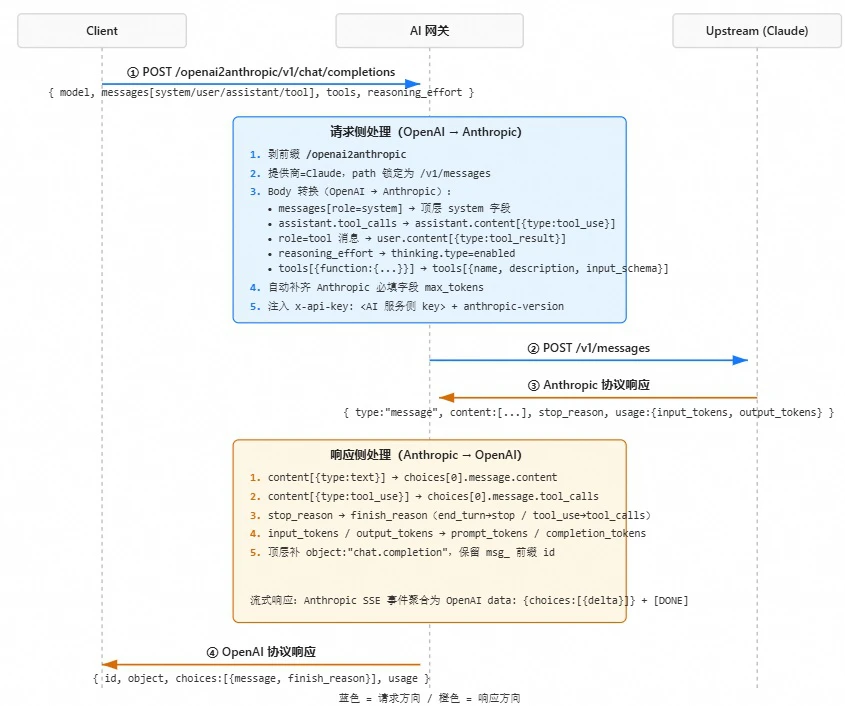 Client
AI 网关
Upstream (Claude)
① POST /openai2anthropic/v1/chat/completions
{ model, messages[system/user/assistant/tool], tools, reasoning_effort }
请求侧处理（OpenAI → Anthropic）
1. 剥前缀 /openai2anthropic
2. 提供商=Claude，path 锁定为 /v1/messages
3. Body 转换（OpenAI → Anthropic）:
• messages[role=system] → 顶层 system 字段
• assistant.tool_calls → assistant.content[{type:tool_use}]
• role=tool 消息 → user.content[{type:tool_result}]
• reasoning_effort → thinking.type=enabled
• tools[{function:{...}}] → tools[{name, description, input_schema}]
4. 自动补齐 Anthropic 必填字段 max_tokens
5. 注入 x-api-key: <AI 服务侧 key> + anthropic-version
② POST /v1/messages
③ Anthropic 协议响应
{ type:"message", content:[...], stop_reason, usage:{input_tokens, output_tokens} }
响应侧处理（Anthropic → OpenAI）
1. content[{type:text}] → choices[0].message.content
2. content[{type:tool_use}] → choices[0].message.tool_calls
3. stop_reason → finish_reason（end_turn→stop / tool_use→tool_calls）
4. input_tokens / output_tokens → prompt_tokens / completion_tokens
5. 顶层补 object:"chat.completion"，保留 msg_ 前缀 id
流式响应: Anthropic SSE 事件聚合为 OpenAI data: {choices:[{delta}]} + [DONE]
④ OpenAI 协议响应
{ id, object, choices:[{message, finish_reason}], usage }
蓝色 = 请求方向 / 橙色 = 响应方向